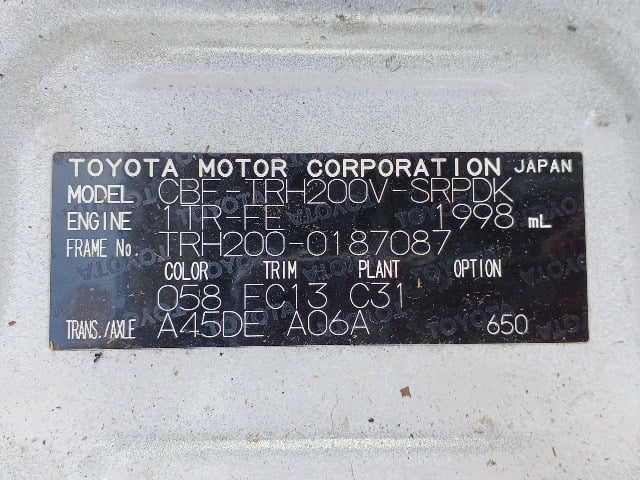 TOYOTA MOTOR CORPORATION JAPAN
MODEL CBF-TRH200V-SRPDK
ENGINE 1TR-FE 1998 mL
FRAME No. TRH200-0187087
COLOR TRIM PLANT OPTION
058 FC13 C31
TRANS./AXLE A45DE A06A 650